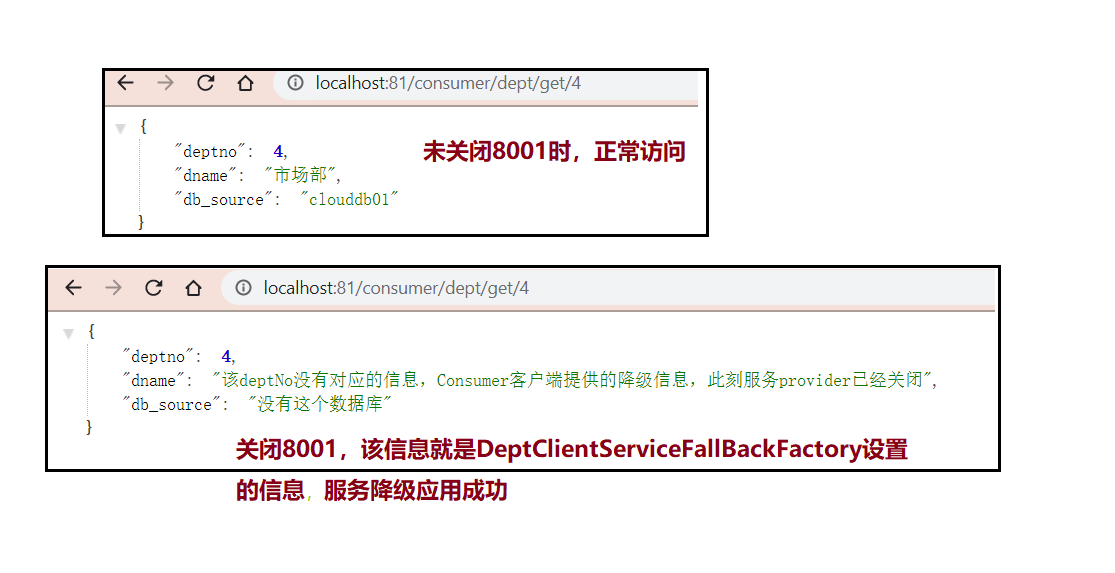 localhost:81/consumer/dept/get/4
{
"deptno": 4,
未关闭8001时，正常访问
"dname": "市场部",
"db_source": "clouddb01"
}
localhost:81/consumer/dept/get/4
{
"deptno": 4,
"dname": "该deptNo没有对应的信息，Consumer客户端提供的降级信息，此刻服务provider已经关闭",
"db_source": "没有这个数据库"
}
关闭8001，该信息就是DeptClientServiceFallBackFactory设置
的信息，服务降级应用成功